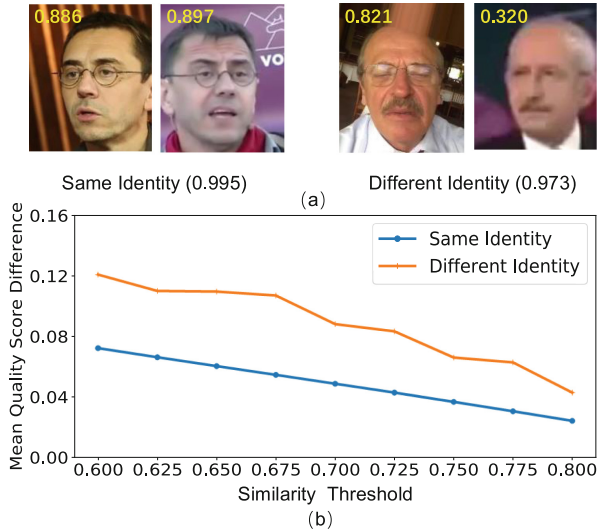 0.886 0.897 0.821 0.320
VO
Same Identity (0.995) Different Identity (0.973)
(a)
0.16
0.12
0.08
0.04
0.00
Mean Quality Score Difference
Same Identity
Different Identity
0.600 0.625 0.650 0.675 0.700 0.725 0.750 0.775 0.800
Similarity Threshold
(b)